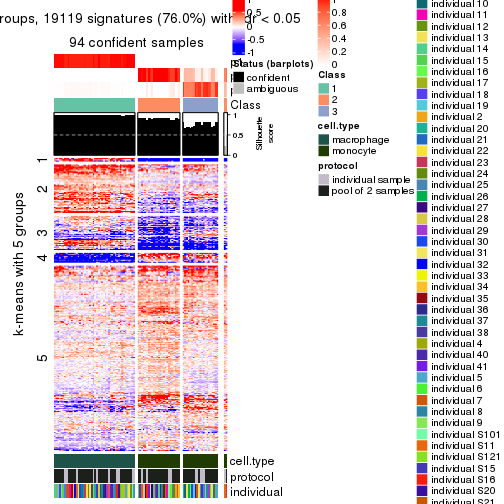 roups, 19119 signatures (76.0%) with
r < 0.05
94 confident samples
Class
Silhouette
score
1
0.5
0
k-means with 5 groups
1
2
3
4
5
cell.type
protocol
individual
0.5
0
-0.5
-1
Status (barplots)
confident
ambiguous
0.8
0.6
0.4
0.2
0
Class
1
2
3
cell.type
macrophage
monocyte
protocol
individual sample
pool of 2 samples
individual 10
individual 11
individual 12
individual 13
individual 14
individual 15
individual 16
individual 17
individual 18
individual 19
individual 2
individual 20
individual 21
individual 22
individual 23
individual 24
individual 25
individual 26
individual 27
individual 28
individual 29
individual 30
individual 31
individual 32
individual 33
individual 34
individual 35
individual 36
individual 37
individual 38
individual 4
individual 40
individual 41
individual 5
individual 6
individual 7
individual 8
individual 9
individual S101
individual S11
individual S121
individual S15
individual S16
individual S20
individual S21